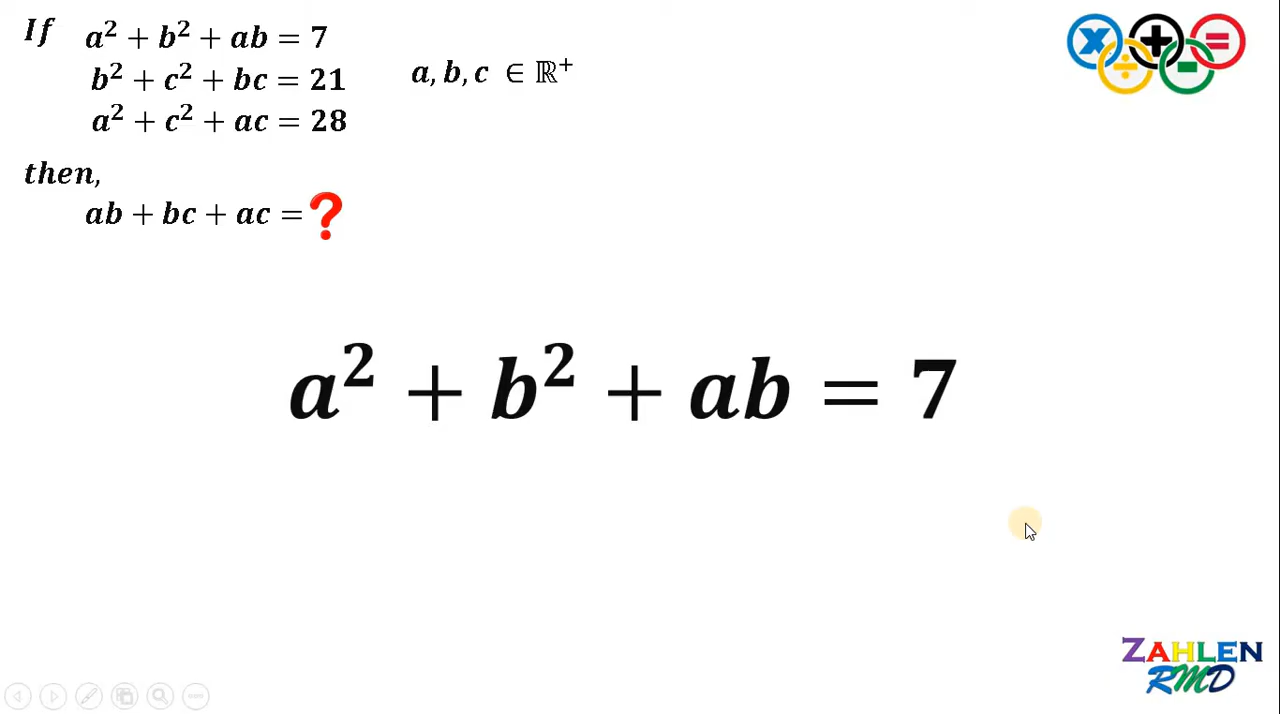 If a² + b² + ab = 7
b² + c² + bc = 21
a, b, c ∈ ℝ⁺
a² + c² + ac = 28
then,
ab + bc + ac = ❓
a² + b² + ab = 7
ZAHLEN
RMD